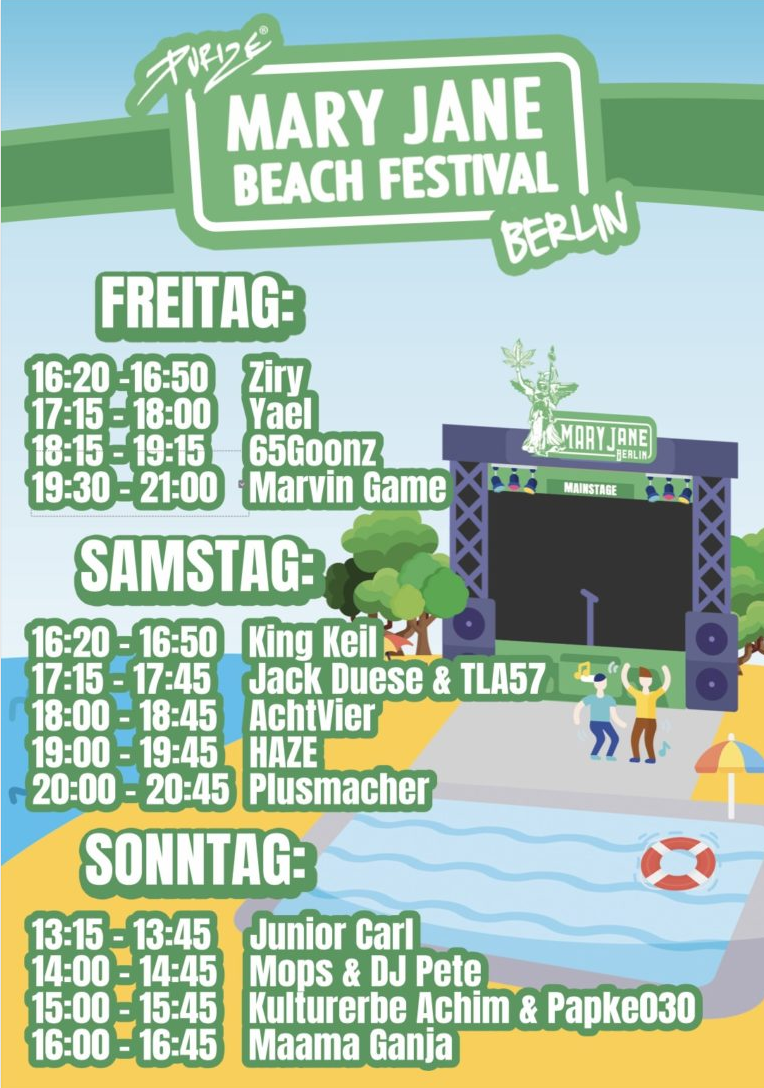 PURIZE®
MARY JANE
BEACH FESTIVAL
BERLIN
FREITAG:
16:20 -16:50 Ziry
17:15 - 18:00 Yael
18:15 - 19:15 65Goonz
19:30 - 21:00 Marvin Game
MARY JANE
BERLIN
MAINSTAGE
SAMSTAG:
16:20 - 16:50 King Keil
17:15 - 17:45 Jack Duese & TLA57
18:00 - 18:45 AchtVier
19:00 - 19:45 HAZE
20:00 - 20:45 Plusmacher
SONNTAG:
13:15 - 13:45 Junior Carl
14:00 - 14:45 Mops & DJ Pete
15:00 - 15:45 Kulturerbe Achim & Papke030
16:00 - 16:45 Maama Ganja